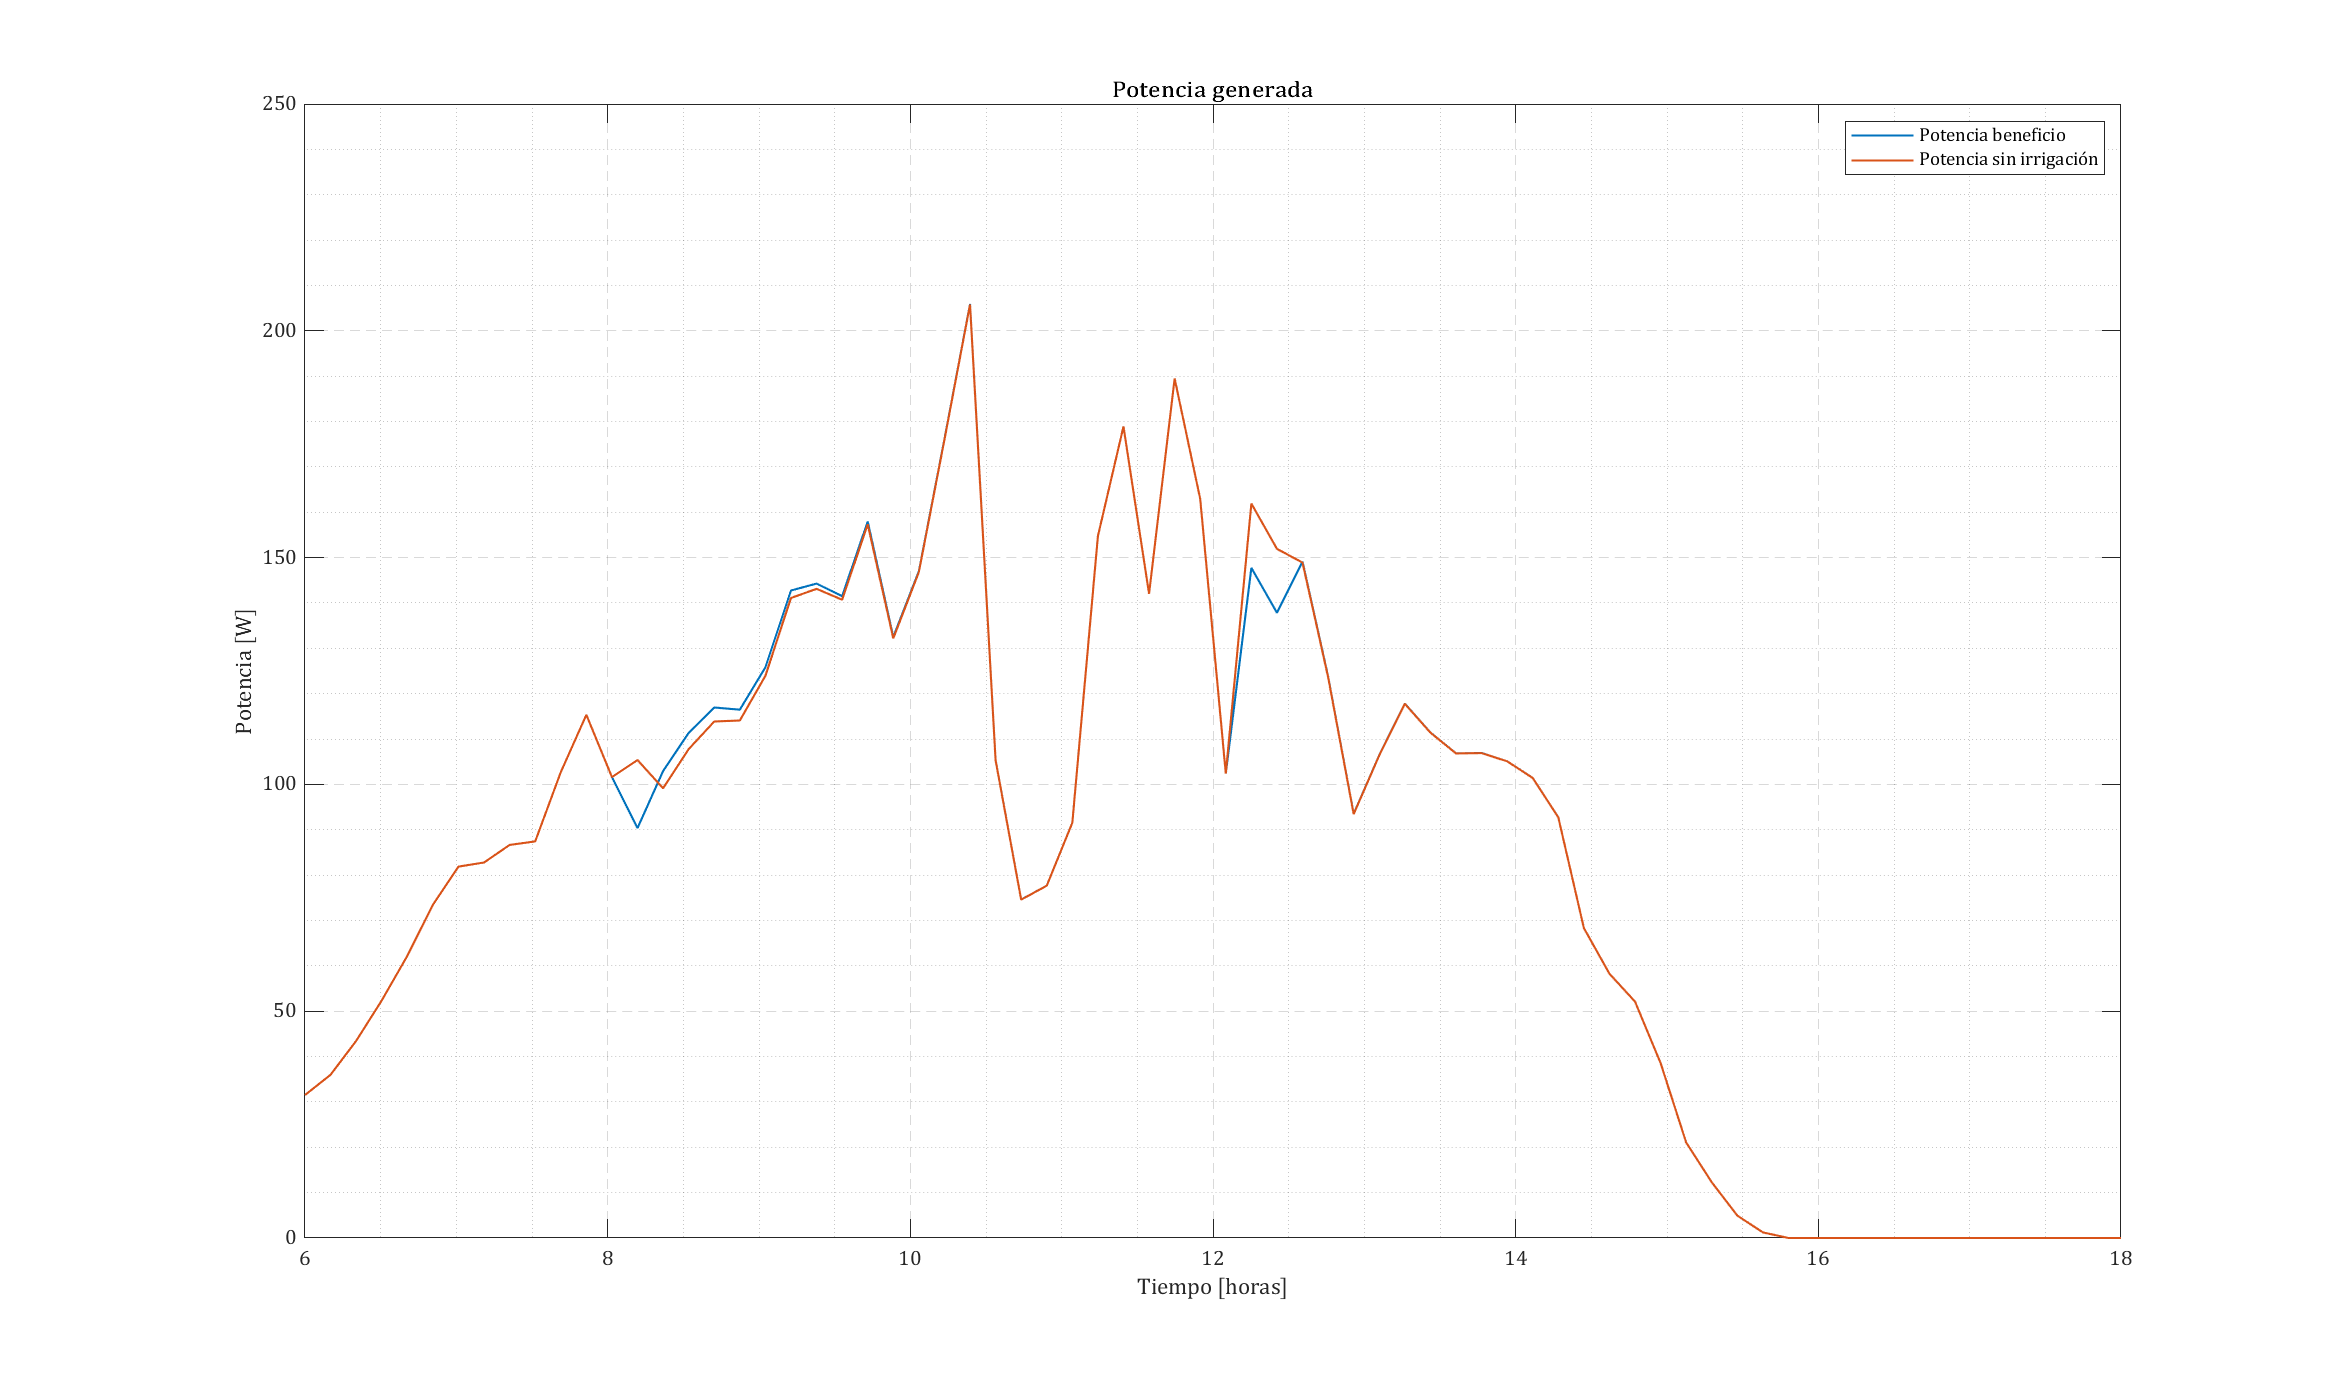 Potencia generada
250
200
150
100
50
0
Potencia [W]
Potencia beneficio
Potencia sin irrigación
6 8 10 12 14 16 18
Tiempo [horas]